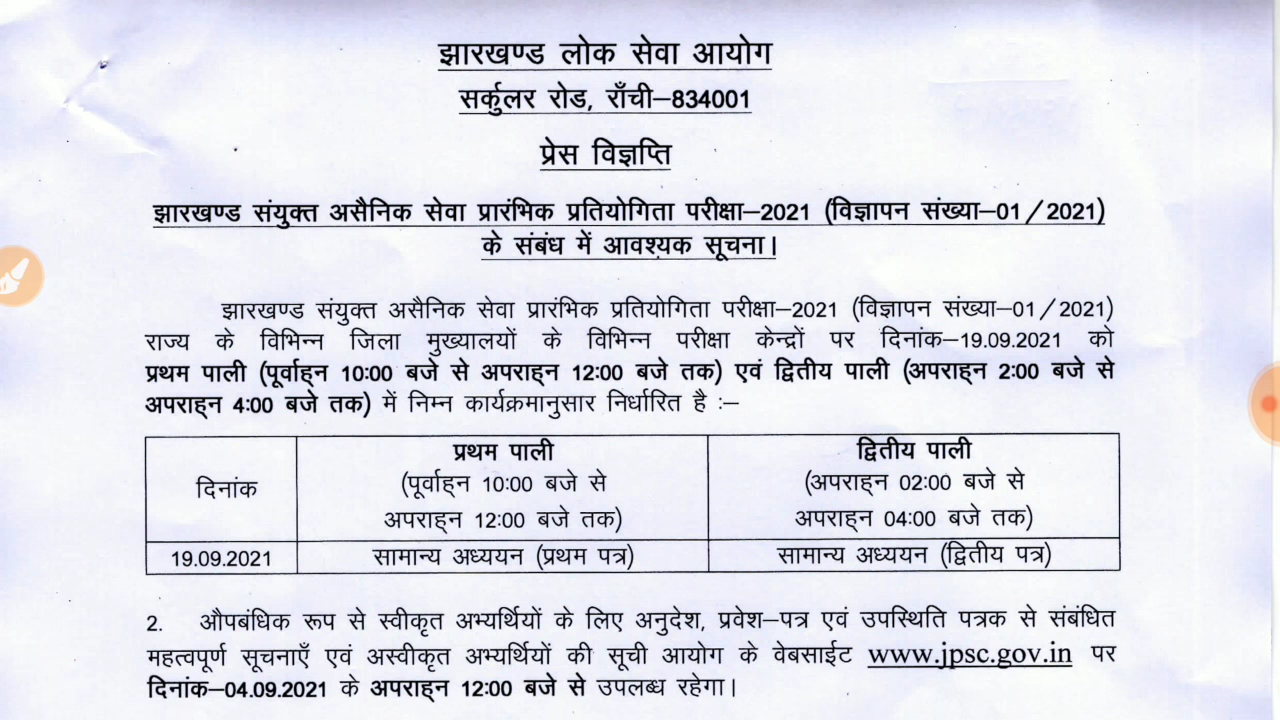 झारखण्ड लोक सेवा आयोग
सर्कुलर रोड, राँची–834001
प्रेस विज्ञप्ति
झारखण्ड संयुक्त असैनिक सेवा प्रारंभिक प्रतियोगिता परीक्षा–2021 (विज्ञापन संख्या–01/2021)
के संबंध में आवश्यक सूचना।
झारखण्ड संयुक्त असैनिक सेवा प्रारंभिक प्रतियोगिता परीक्षा–2021 (विज्ञापन संख्या–01/2021)
राज्य के विभिन्न जिला मुख्यालयों के विभिन्न परीक्षा केन्द्रों पर दिनांक–19.09.2021 को
प्रथम पाली (पूर्वाह्न 10:00 बजे से अपराह्न 12:00 बजे तक) एवं द्वितीय पाली (अपराह्न 2:00 बजे से
अपराह्न 4:00 बजे तक) में निम्न कार्यक्रमानुसार निर्धारित है :–
दिनांक
प्रथम पाली
(पूर्वाह्न 10:00 बजे से
अपराह्न 12:00 बजे तक)
द्वितीय पाली
(अपराह्न 02:00 बजे से
अपराह्न 04:00 बजे तक)
19.09.2021 सामान्य अध्ययन (प्रथम पत्र) सामान्य अध्ययन (द्वितीय पत्र)
2. औपबंधिक रूप से स्वीकृत अभ्यर्थियों के लिए अनुदेश, प्रवेश–पत्र एवं उपस्थिति पत्रक से संबंधित
महत्वपूर्ण सूचनाएँ एवं अस्वीकृत अभ्यर्थियों की सूची आयोग के वेबसाईट www.jpsc.gov.in पर
दिनांक–04.09.2021 के अपराह्न 12:00 बजे से उपलब्ध रहेगा।